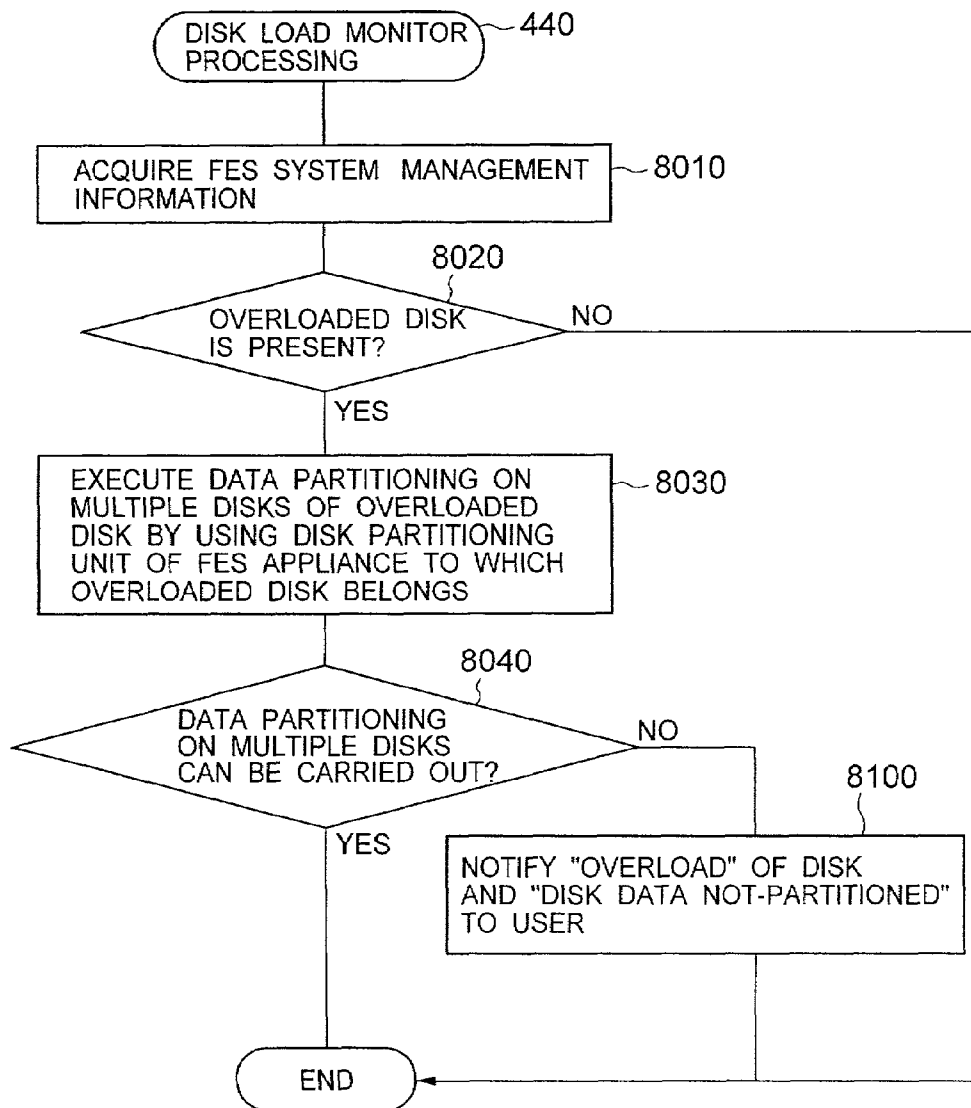 DISK LOAD MONITOR
PROCESSING
440
ACQUIRE FES SYSTEM MANAGEMENT
INFORMATION
8010
8020
OVERLOADED DISK
IS PRESENT?
NO
YES
EXECUTE DATA PARTITIONING ON
MULTIPLE DISKS OF OVERLOADED
DISK BY USING DISK PARTITIONING
UNIT OF FES APPLIANCE TO WHICH
OVERLOADED DISK BELONGS
8030
8040
DATA PARTITIONING
ON MULTIPLE DISKS
CAN BE CARRIED OUT?
NO
YES
8100
NOTIFY "OVERLOAD" OF DISK
AND "DISK DATA NOT-PARTITIONED"
TO USER
END